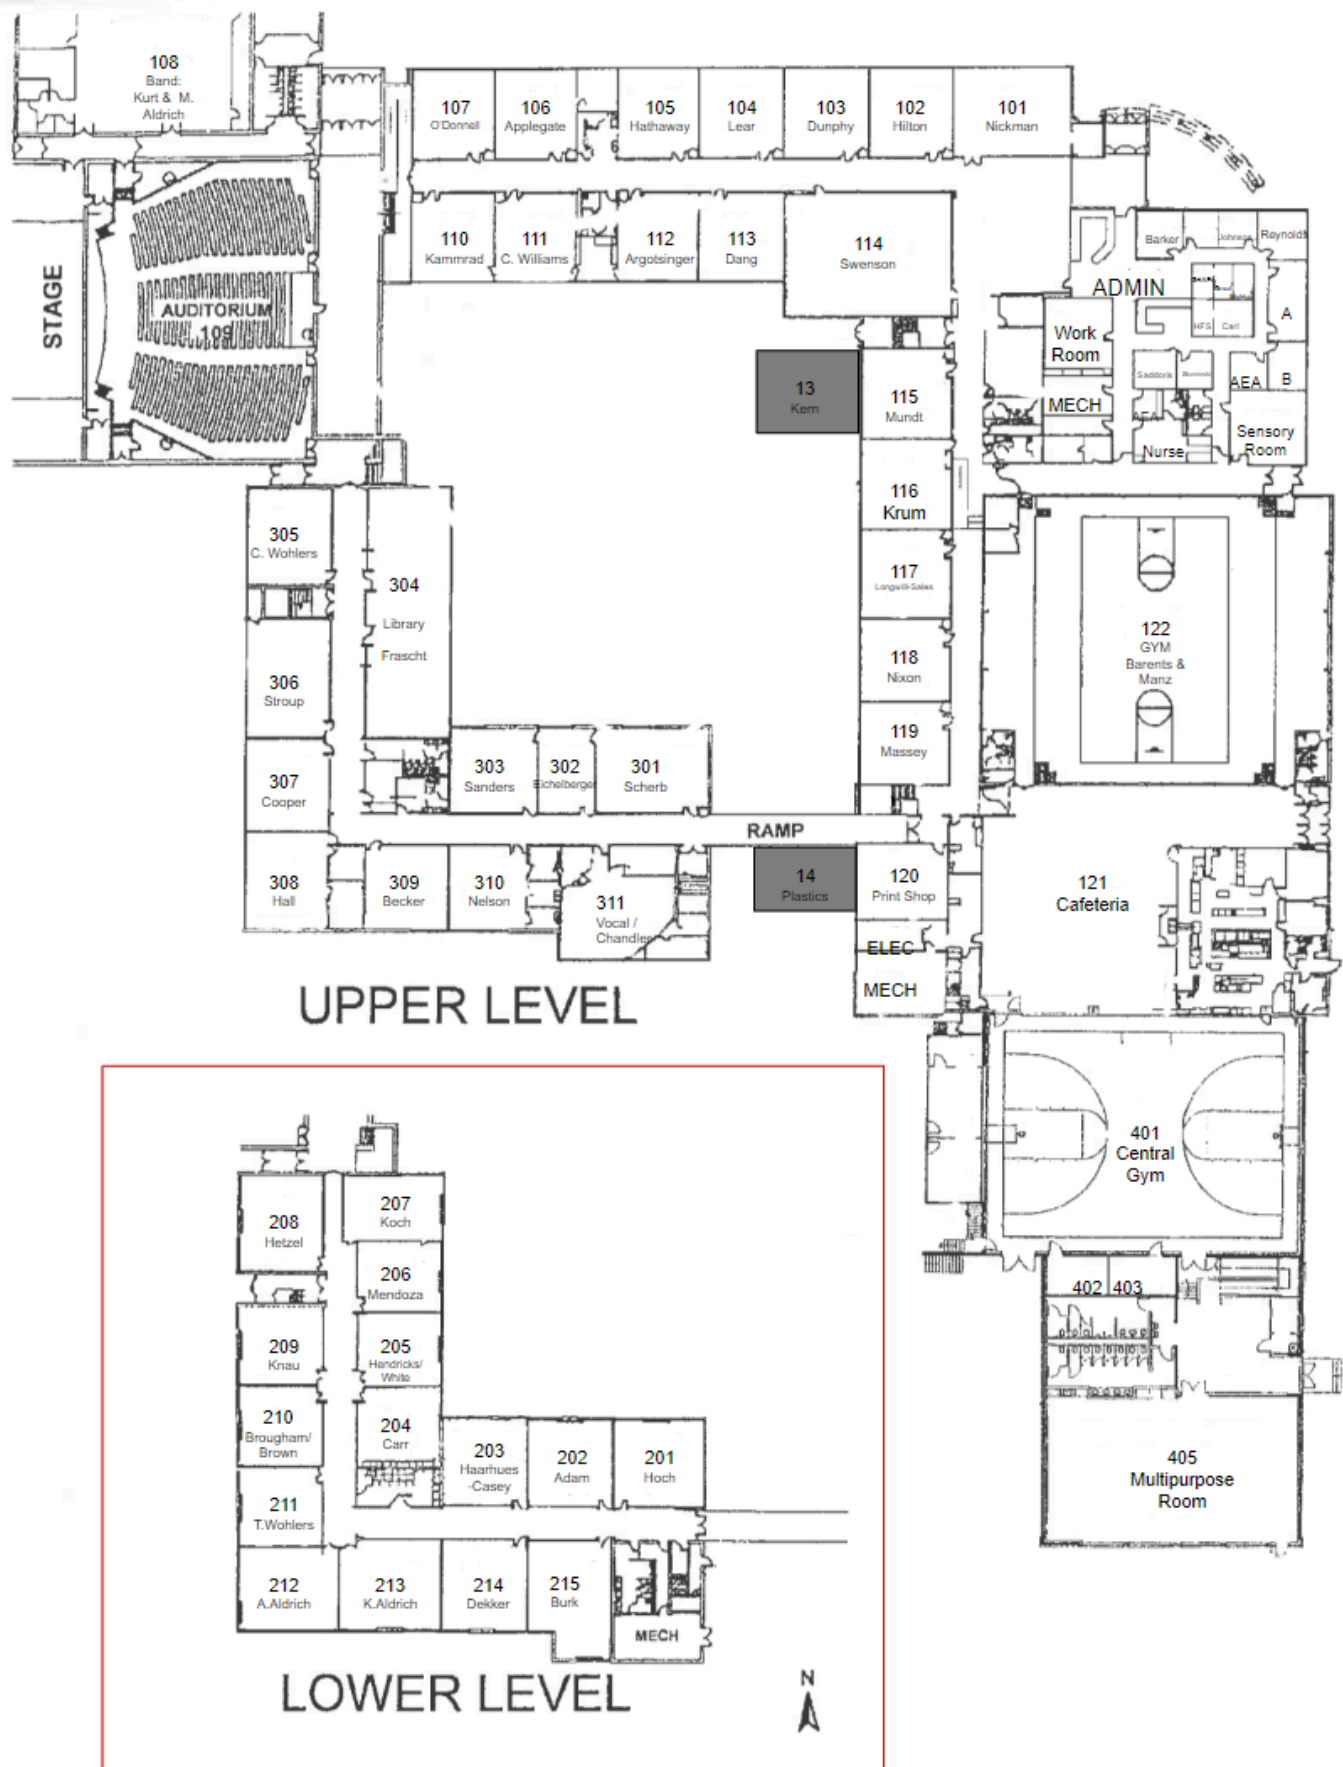 108
Band:
Kurt & M.
Aldrich
107
O'Donnell
106
Applegate
105
Hathaway
104
Lear
103
Dunphy
102
Hilton
101
Nickman
110
Kammrad
111
C. Williams
112
Argotsinger
113
Dang
114
Swenson
STAGE
AUDITORIUM
109
Barker
Johnson
Reynolds
ADMIN
A
HFS
Carl
Work
Room
Saddoris
AEA
B
MECH
AEA
Nurse
Sensory
Room
13
Kern
115
Mundt
116
Krum
117
Longwill-Sales
118
Nixon
119
Massey
122
GYM
Barents &
Manz
305
C. Wohlers
304
Library
Frascht
306
Stroup
307
Cooper
303
Sanders
302
Eichelberger
301
Scherb
RAMP
308
Hall
309
Becker
310
Nelson
311
Vocal /
Chandler
14
Plastics
120
Print Shop
121
Cafeteria
ELEC
MECH
UPPER LEVEL
401
Central
Gym
402
403
405
Multipurpose
Room
208
Hetzel
207
Koch
206
Mendoza
209
Knau
205
Hendricks/
White
210
Brougham/
Brown
204
Carr
203
Haarhues
-Casey
202
Adam
201
Hoch
211
T.Wohlers
212
A.Aldrich
213
K.Aldrich
214
Dekker
215
Burk
MECH
LOWER LEVEL
N